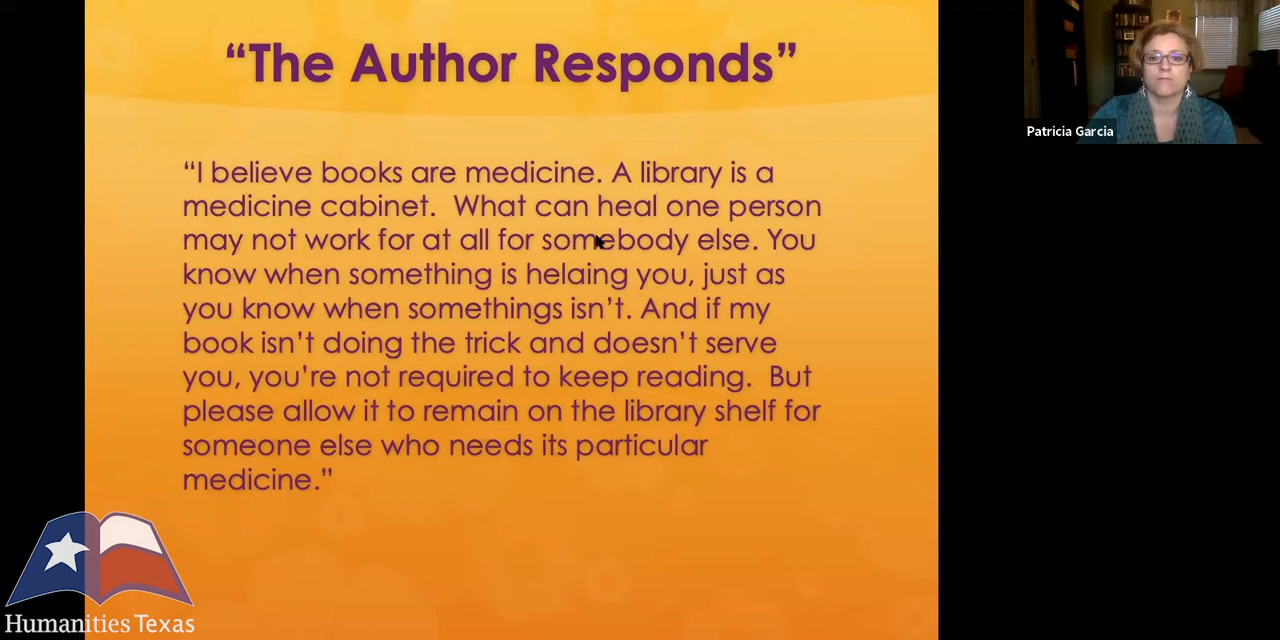 “The Author Responds”
“I believe books are medicine. A library is a
medicine cabinet.  What can heal one person
may not work for at all for somebody else. You
know when something is helaing you, just as
you know when somethings isn’t. And if my
book isn’t doing the trick and doesn’t serve
you, you’re not required to keep reading.  But
please allow it to remain on the library shelf for
someone else who needs its particular
medicine.”
Patricia Garcia
Humanities Texas